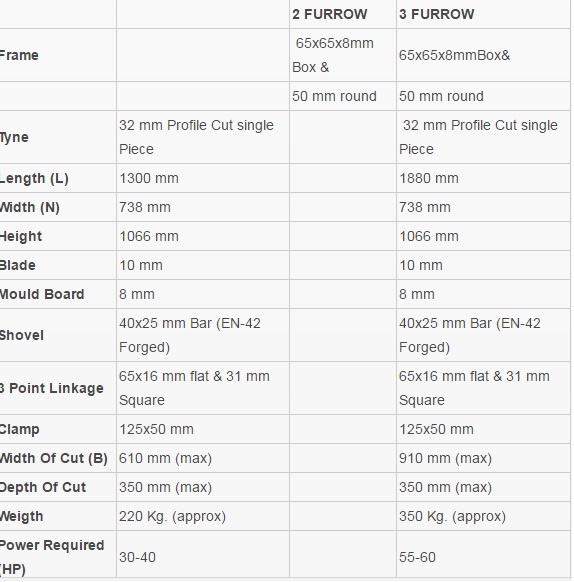 2 FURROW 3 FURROW
Frame 65x65x8mm Box & 65x65x8mmBox&
50 mm round 50 mm round
Tyne 32 mm Profile Cut single Piece 32 mm Profile Cut single Piece
Length (L) 1300 mm 1880 mm
Width (N) 738 mm 738 mm
Height 1066 mm 1066 mm
Blade 10 mm 10 mm
Mould Board 8 mm 8 mm
Shovel 40x25 mm Bar (EN-42 Forged) 40x25 mm Bar (EN-42 Forged)
3 Point Linkage 65x16 mm flat & 31 mm Square 65x16 mm flat & 31 mm Square
Clamp 125x50 mm 125x50 mm
Width Of Cut (B) 610 mm (max) 910 mm (max)
Depth Of Cut 350 mm (max) 350 mm (max)
Weigth 220 Kg. (approx) 350 Kg. (approx)
Power Required (HP) 30-40 55-60